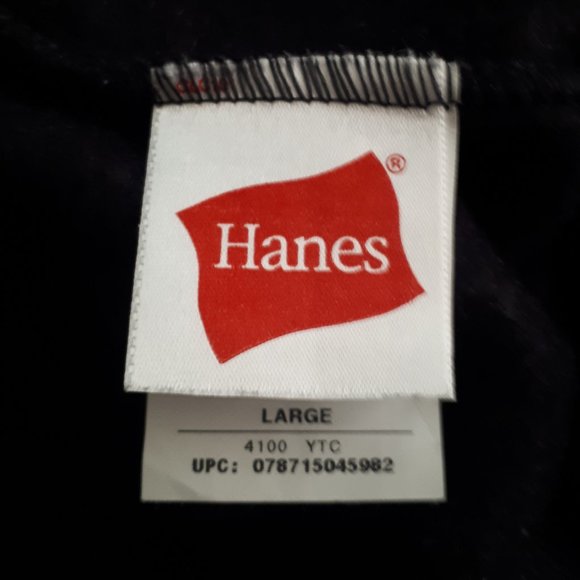 Hanes®
LARGE
4100 YTC
UPC: 078715045982